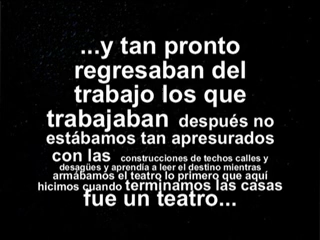 ...y tan pronto
regresaban del
trabajo los que
trabajaban después no
estábamos tan apresurados
con las construcciones de techos calles y
desagües y aprendía a leer el destino mientras
armábamos el teatro lo primero que aquí
hicimos cuando terminamos las casas
fue un teatro...